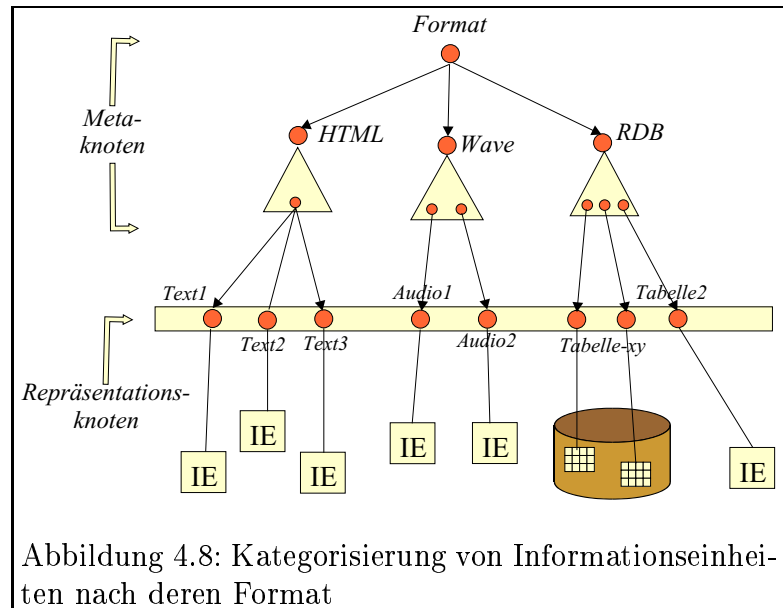 Format
Meta-
knoten
HTML
Wave
RDB
Text1
Audio1
Tabelle2
Text2
Text3
Audio2
Tabelle-xy
Repräsentations-
knoten
IE
IE
IE
IE
IE
IE
Abbildung 4.8: Kategorisierung von Informationseinhei-
ten nach deren Format